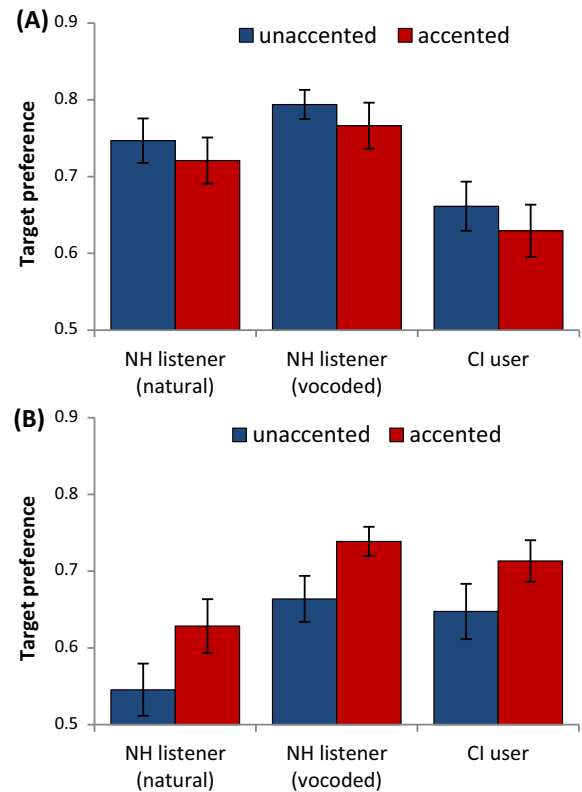 (A)
0.9
unaccented accented
0.8
0.7
0.6
0.5
Target preference
NH listener NH listener CI user
(natural) (vocoded)
(B)
0.9
unaccented accented
0.8
0.7
0.6
0.5
Target preference
NH listener NH listener CI user
(natural) (vocoded)